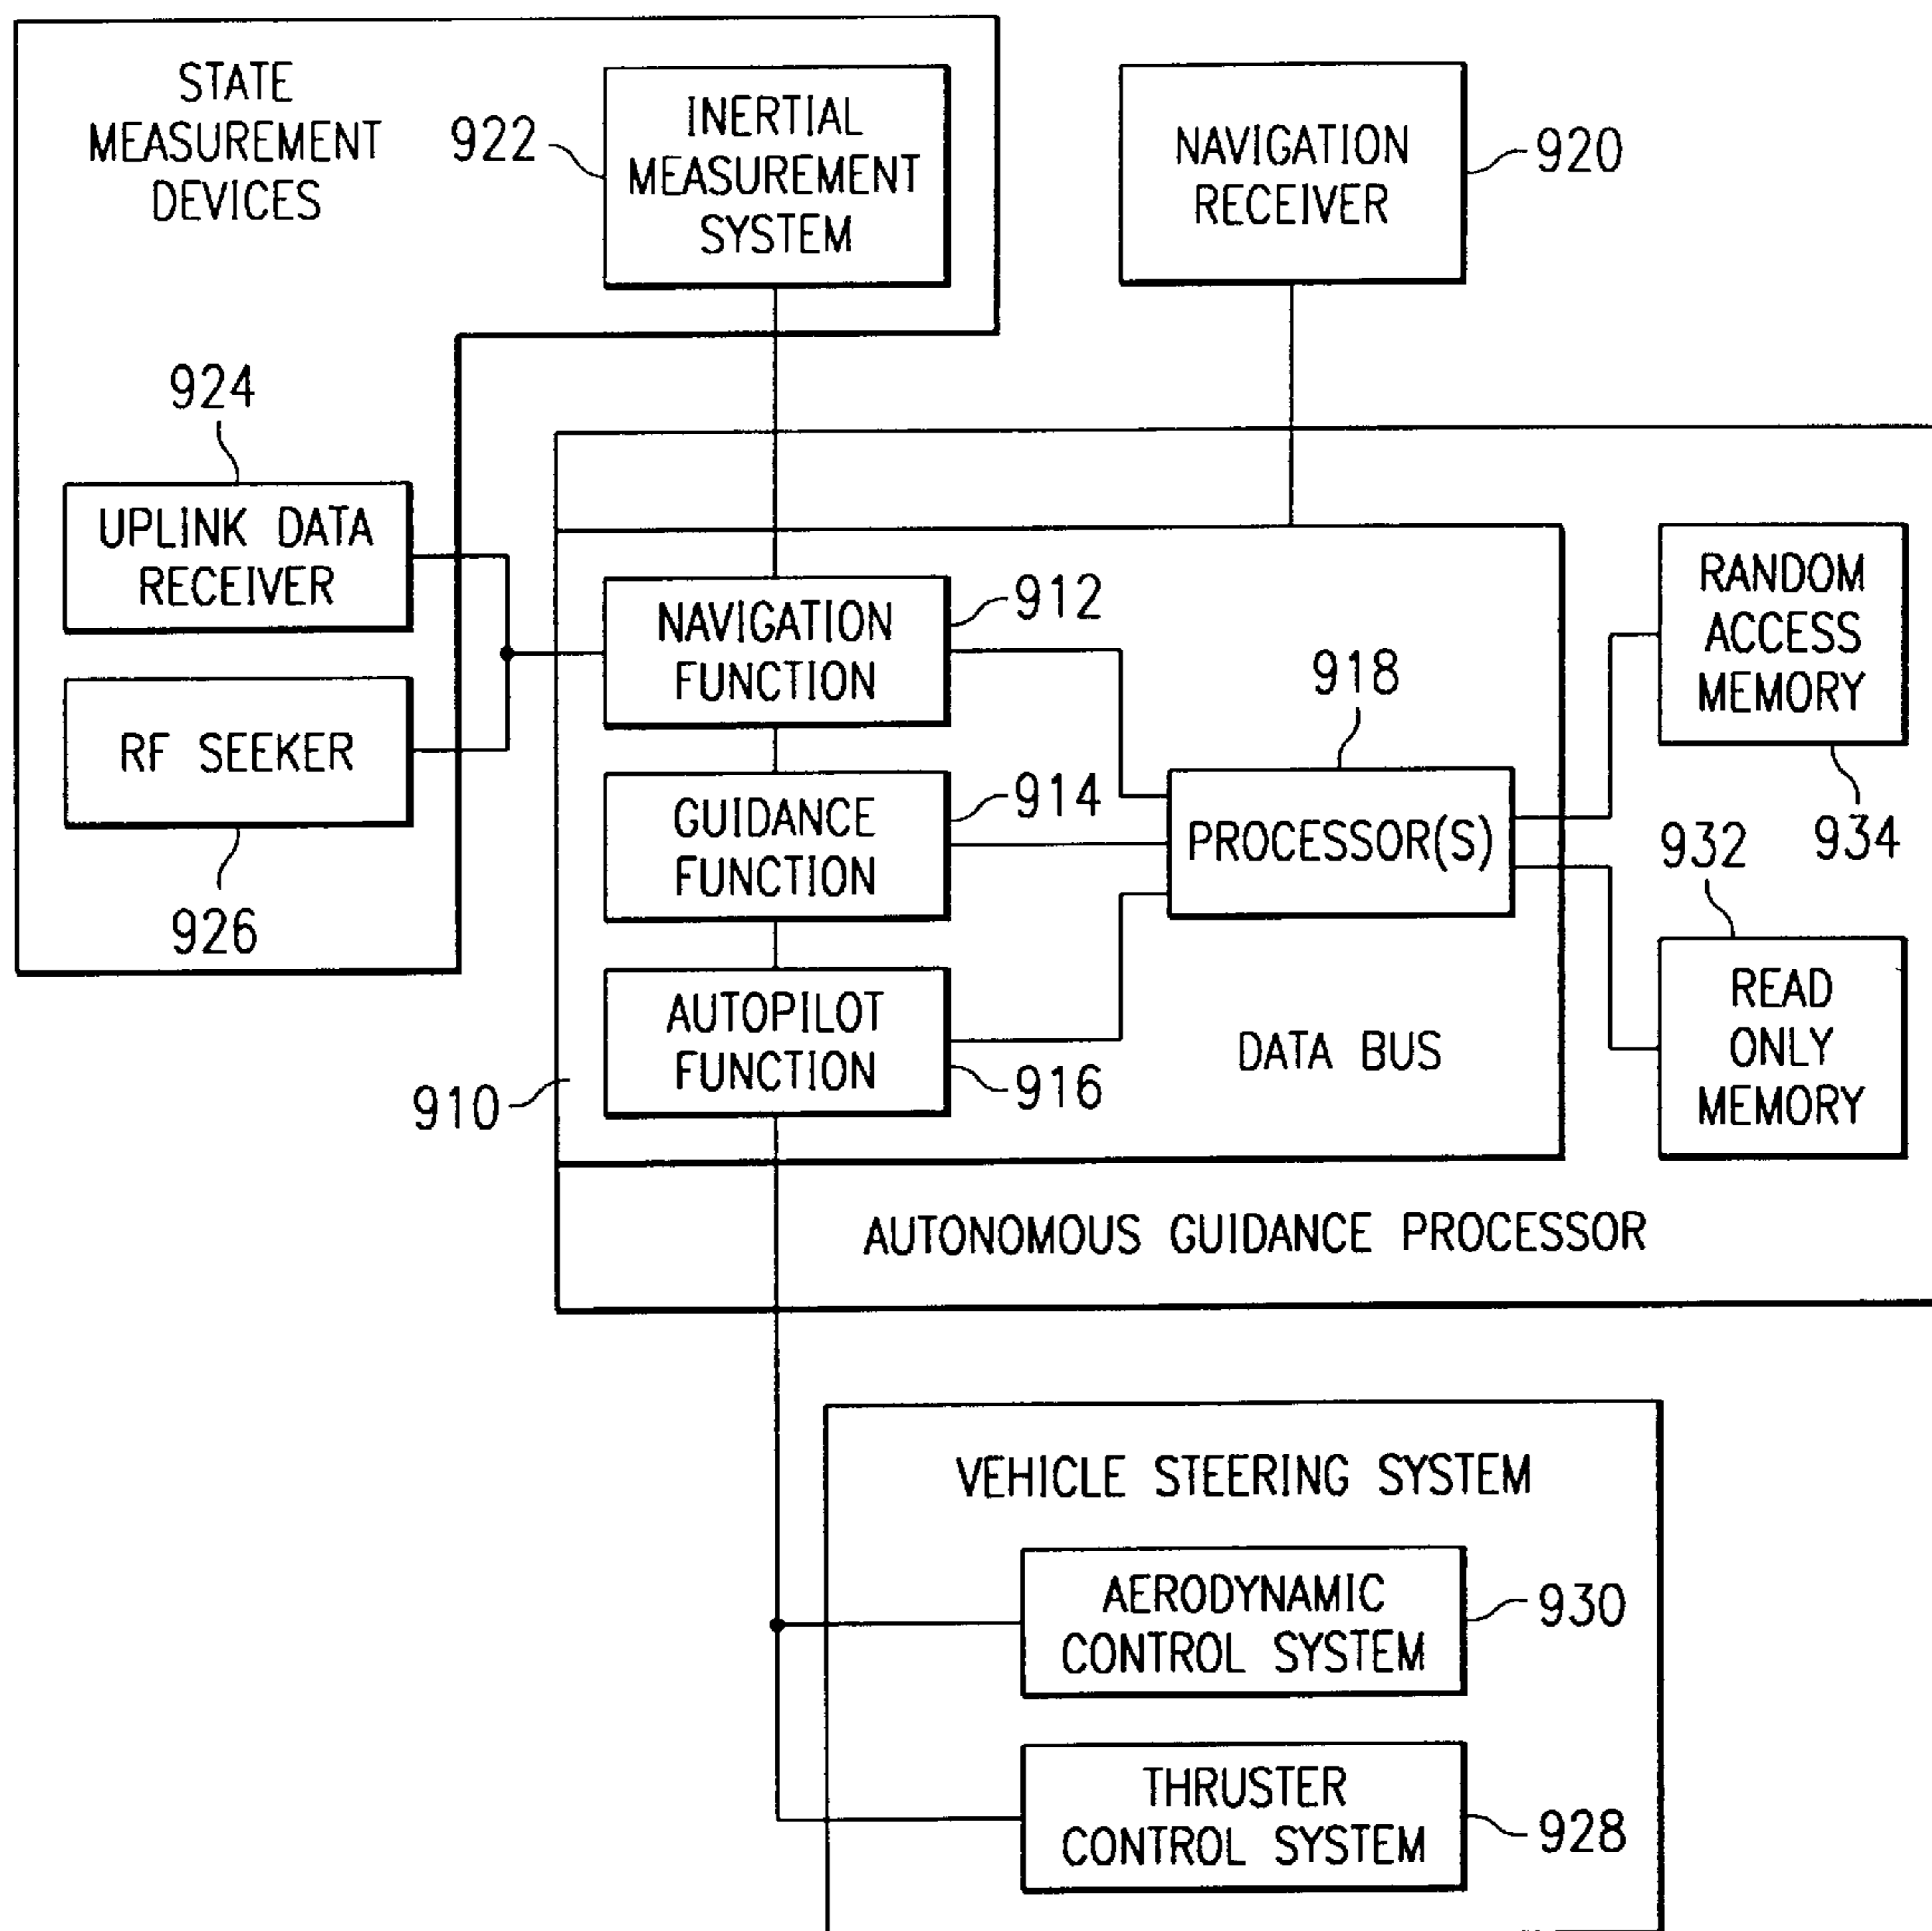 STATE
MEASUREMENT
DEVICES
922
INERTIAL
MEASUREMENT
SYSTEM
NAVIGATION
RECEIVER
920
924
UPLINK DATA
RECEIVER
RF SEEKER
926
NAVIGATION
FUNCTION
912
GUIDANCE
FUNCTION
914
AUTOPILOT
FUNCTION
916
910
918
PROCESSOR(S)
DATA BUS
RANDOM
ACCESS
MEMORY
934
932
READ
ONLY
MEMORY
AUTONOMOUS GUIDANCE PROCESSOR
VEHICLE STEERING SYSTEM
AERODYNAMIC
CONTROL SYSTEM
930
THRUSTER
CONTROL SYSTEM
928